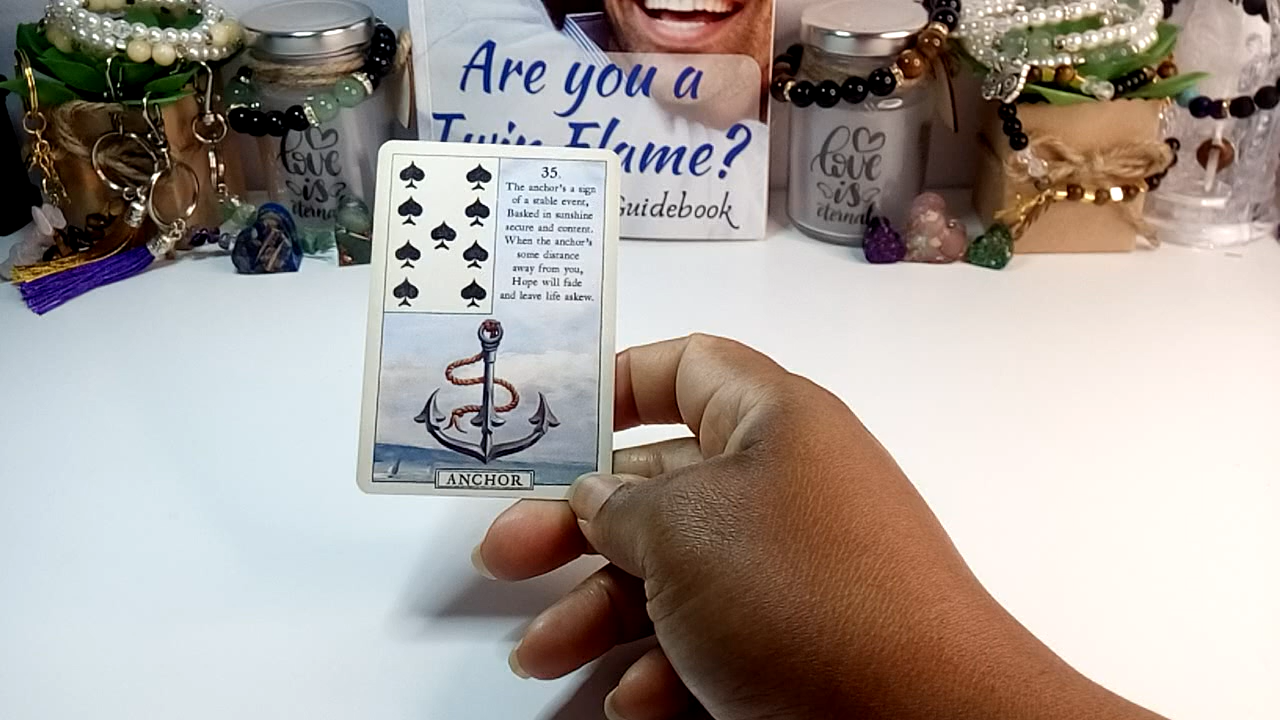 Are you a
Twin Flame?
Guidebook
love
is
eternal
love
is
eternal
35.
The anchor's a sign
of a stable event,
Basked in sunshine
secure and content.
When the anchor's
some distance
away from you,
Hope will fade
and leave life askew.
ANCHOR